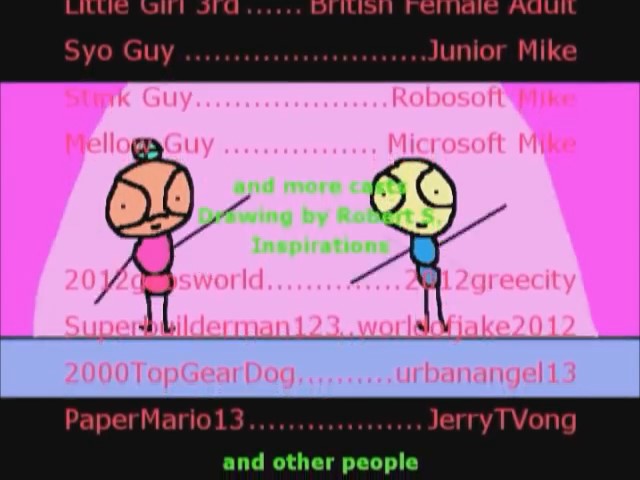 Little Girl 3rd ...... British Female Adult
Syo Guy ..........................Junior Mike
Stink Guy....................Robosoft Mike
Mellow Guy ................ Microsoft Mike
and more casts
Drawing by Robert S.
Inspirations
2012geosworld...............2012greecity
Superbuilderman123..worldofjake2012
2000TopGearDog..........urbanangel13
PaperMario13...................JerryTVong
and other people